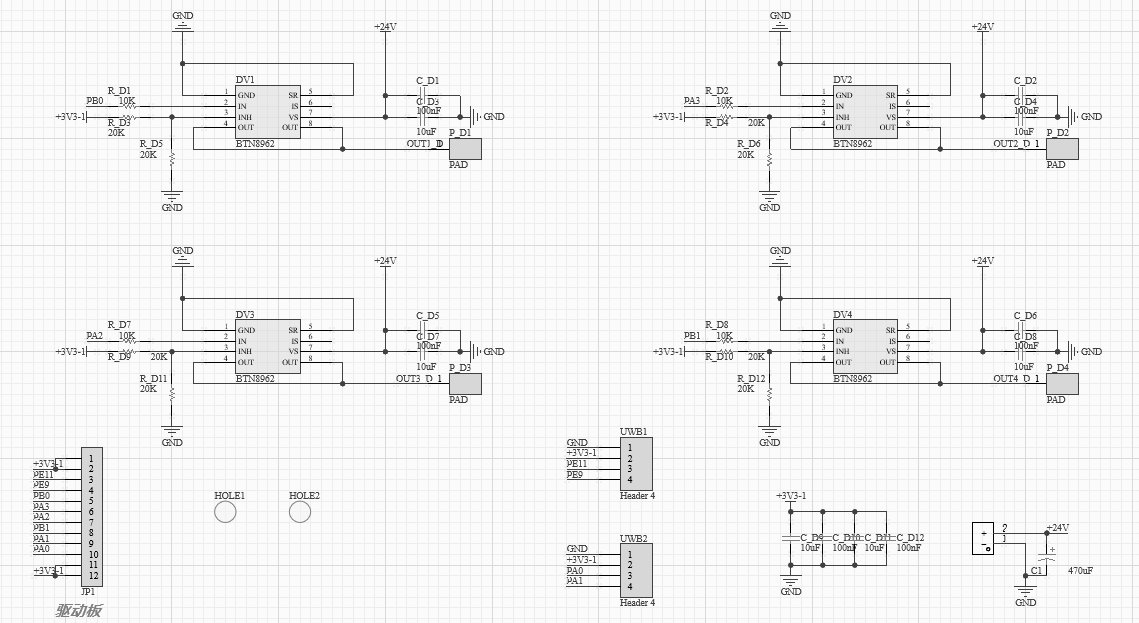 GND
+24V
DV1
C_D1
R_D1
PB0
10K
1
GND
SR
5
2
IN
IS
6
C_D3
100nF
+3V3-1
R_D3
20K
3
INH
VS
7
GND
4
OUT
OUT
8
10uF
P_D1
BTN8962
R_D5
20K
PAD
GND
GND
+24V
DV2
C_D2
R_D2
PA3
10K
1
GND
SR
5
2
IN
IS
6
C_D4
100nF
+3V3-1
R_D4
20K
3
INH
VS
7
GND
4
OUT
OUT
8
10uF
P_D2
BTN8962
OUT2_D_1
R_D6
20K
PAD
GND
GND
+24V
DV3
C_D5
R_D7
PA2
10K
1
GND
SR
5
2
IN
IS
6
C_D7
100nF
+3V3-1
R_D9
20K
3
INH
VS
7
GND
4
OUT
OUT
8
10uF
P_D3
BTN8962
OUT3_D_1
R_D11
20K
PAD
GND
GND
+24V
DV4
C_D6
R_D8
PB1
10K
1
GND
SR
5
2
IN
IS
6
C_D8
100nF
+3V3-1
R_D10
20K
3
INH
VS
7
GND
4
OUT
OUT
8
10uF
P_D4
BTN8962
OUT4_D_1
R_D12
20K
PAD
GND
1
+3V3-1
2
PE11
3
PE9
4
PB0
5
PA3
6
PA2
7
PB1
8
PA1
9
PA0
10
11
+3V3-1
12
JP1
驱动板
HOLE1
HOLE2
UWB1
GND
1
+3V3-1
2
PE11
3
PE9
4
Header 4
UWB2
GND
1
+3V3-1
2
PA0
3
PA1
4
Header 4
+3V3-1
C_D9
C_D10
C_D11
C_D12
10uF
100nF
10uF
100nF
GND
2
1
+24V
C1
470uF
GND